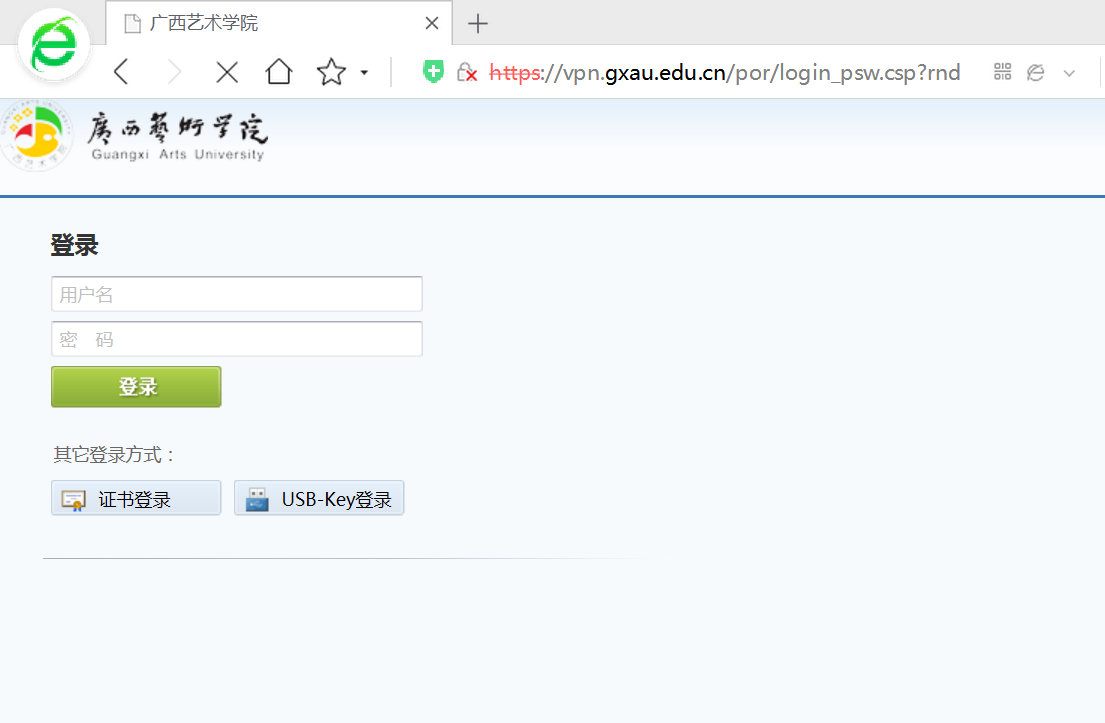 广西艺术学院
https://vpn.gxau.edu.cn/por/login_psw.csp?rnd
廣西藝術学院
Guangxi Arts University
登录
用户名
密 码
登录
其它登录方式：
证书登录
USB-Key登录